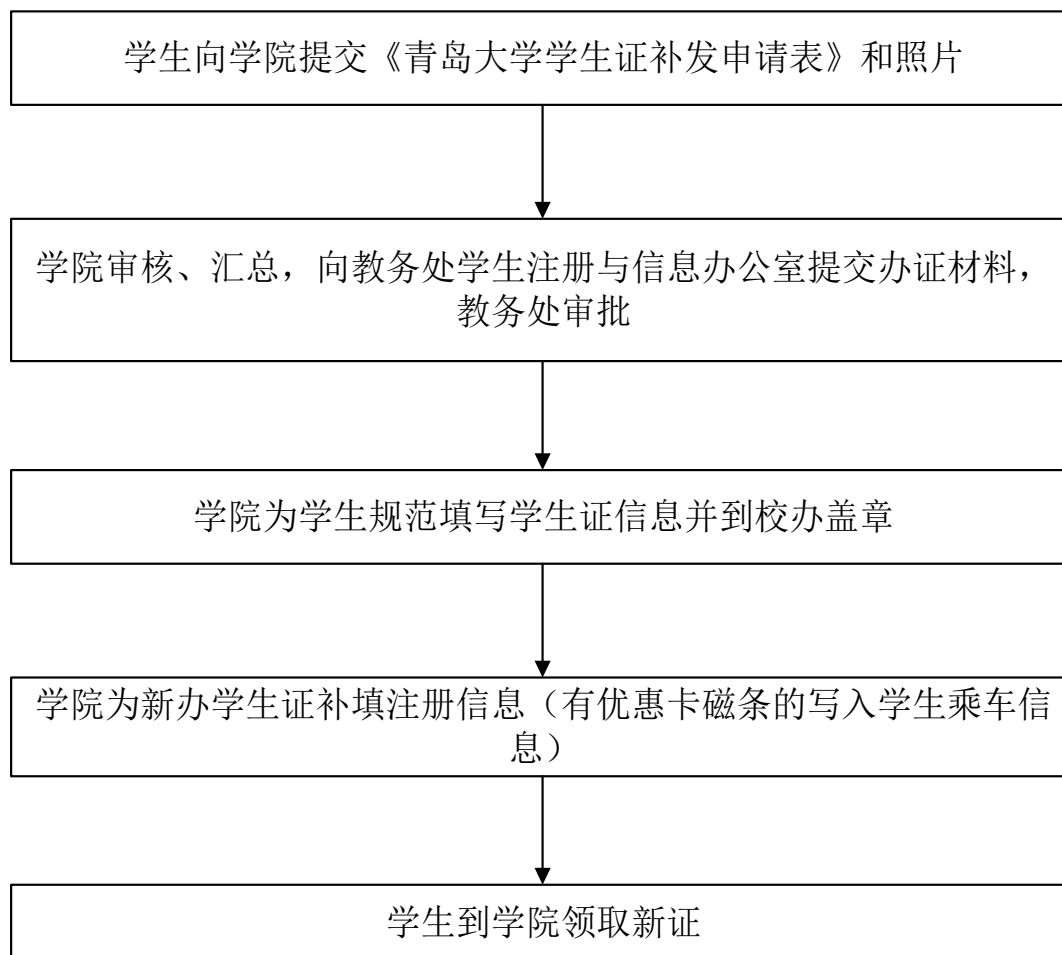 学生向学院提交《青岛大学学生证补发申请表》和照片
学院审核、汇总，向教务处学生注册与信息办公室提交办证材料，
教务处审批
学院为学生规范填写学生证信息并到校办盖章
学院为新办学生证补填注册信息（有优惠卡磁条的写入学生乘车信
息）
学生到学院领取新证